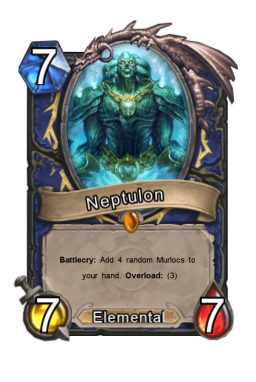 7
Neptulon
Battlecry: Add 4 random Murlocs to
your hand. Overload: (3)
7
Elemental
7